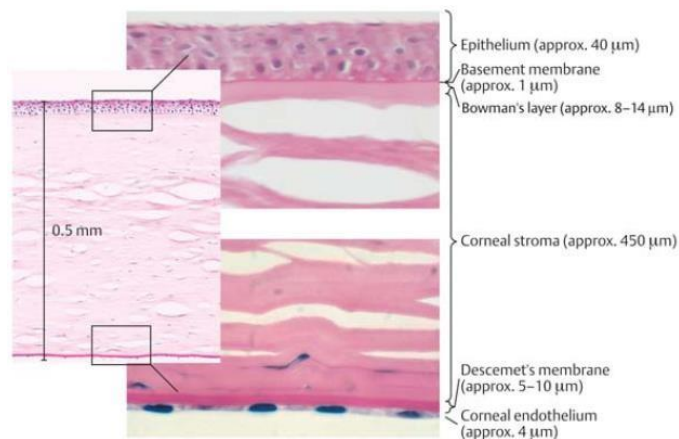 Epithelium (approx. 40 μm)
Basement membrane
(approx. 1 μm)
Bowman's layer (approx. 8–14 μm)
0.5 mm
Corneal stroma (approx. 450 μm)
Descemet's membrane
(approx. 5–10 μm)
Corneal endothelium
(approx. 4 μm)